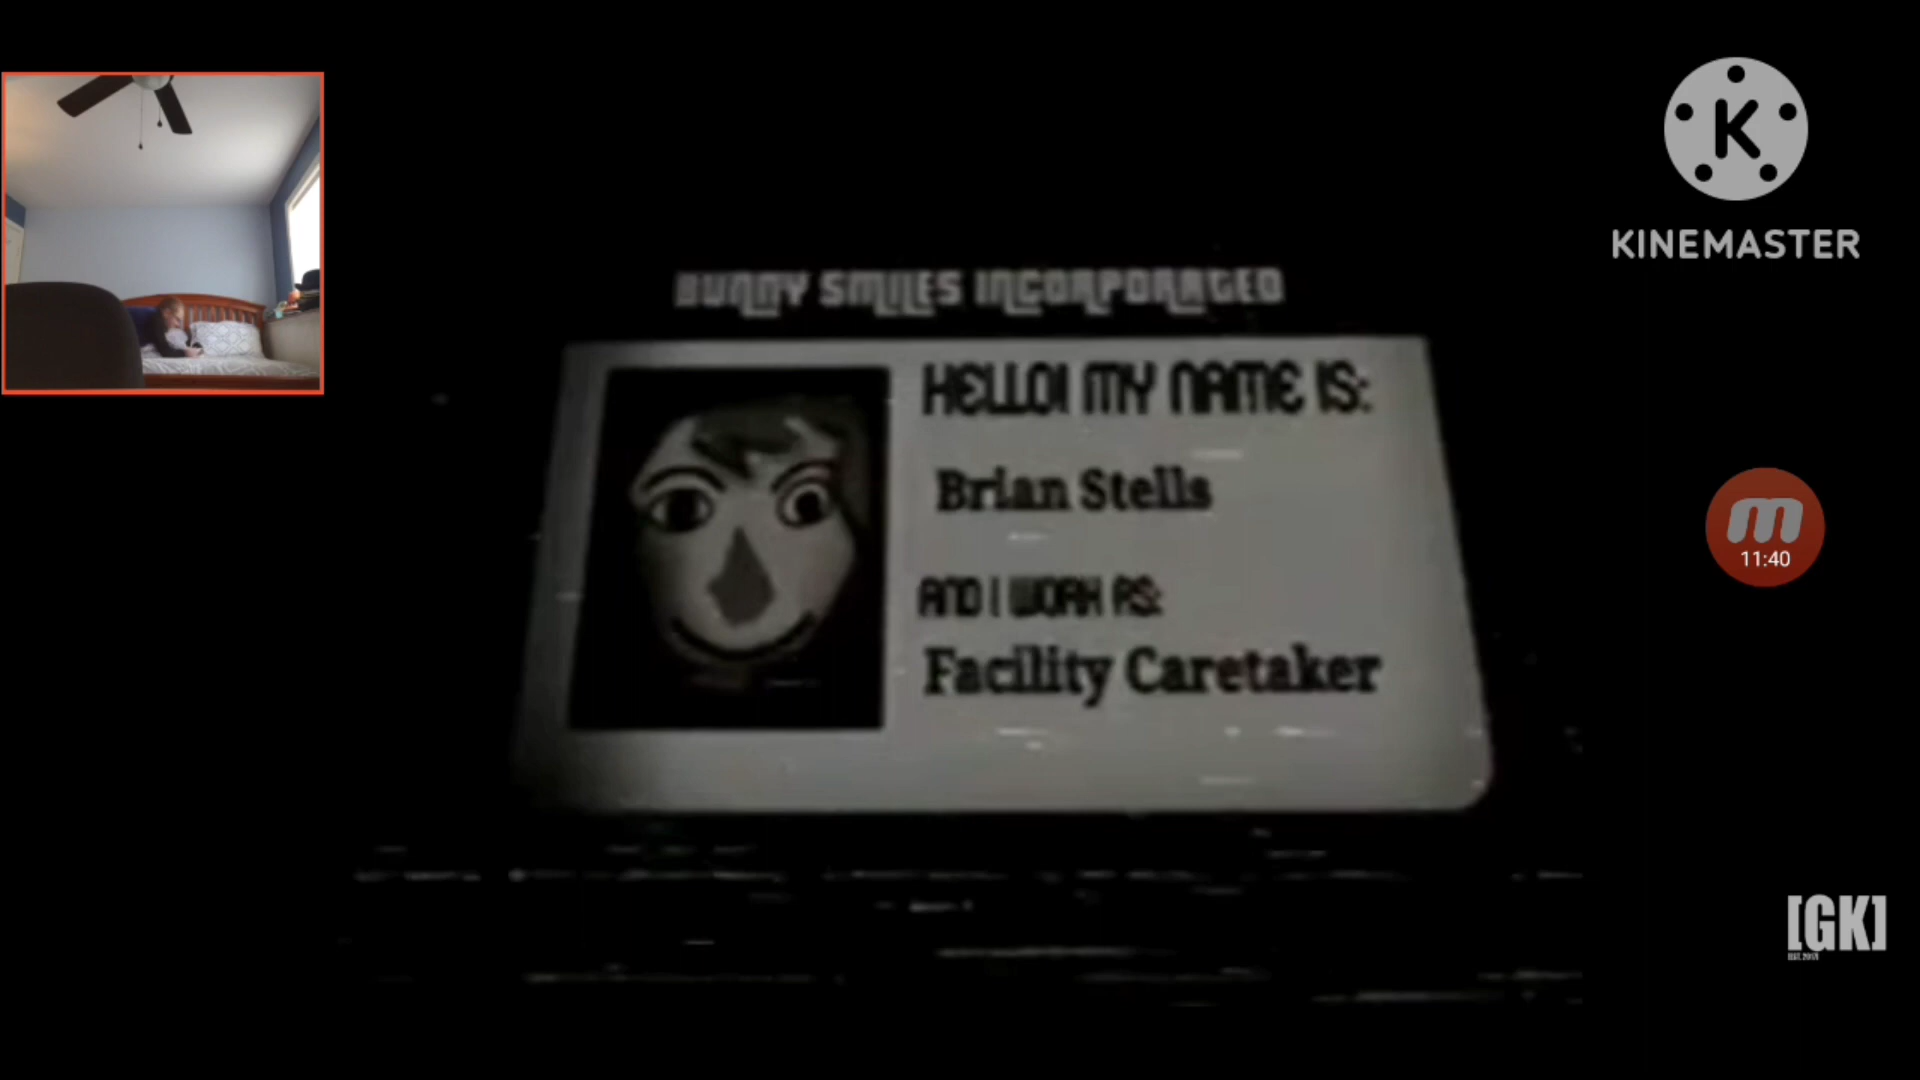 KINEMASTER
BUNNY SMILES INCORPORATED
HELLO! MY NAME IS:
Brian Stells
AND I WORK AS:
Facility Caretaker
11:40
[GK]